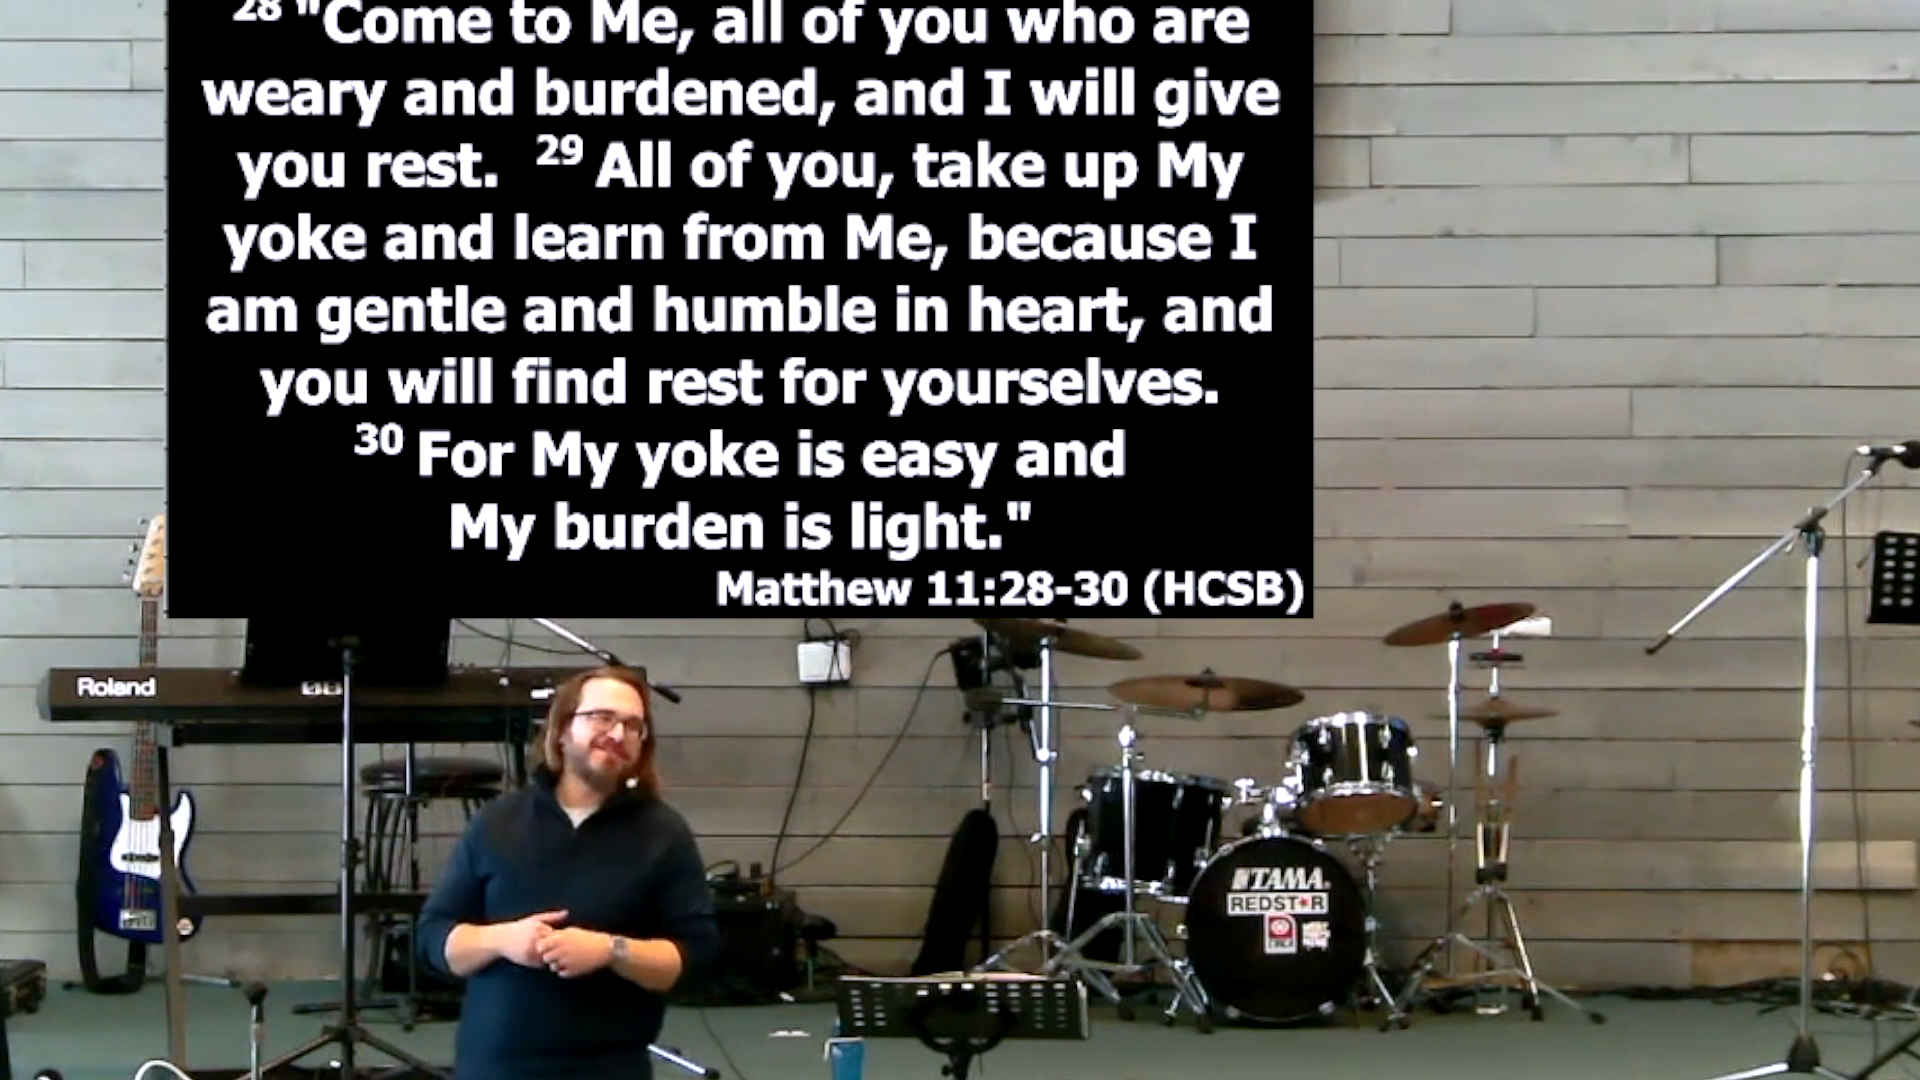 28 "Come to Me, all of you who are
weary and burdened, and I will give
you rest. 29 All of you, take up My
yoke and learn from Me, because I
am gentle and humble in heart, and
you will find rest for yourselves.
30 For My yoke is easy and
My burden is light."
Matthew 11:28-30 (HCSB)
Roland
TAMA
REDST★R